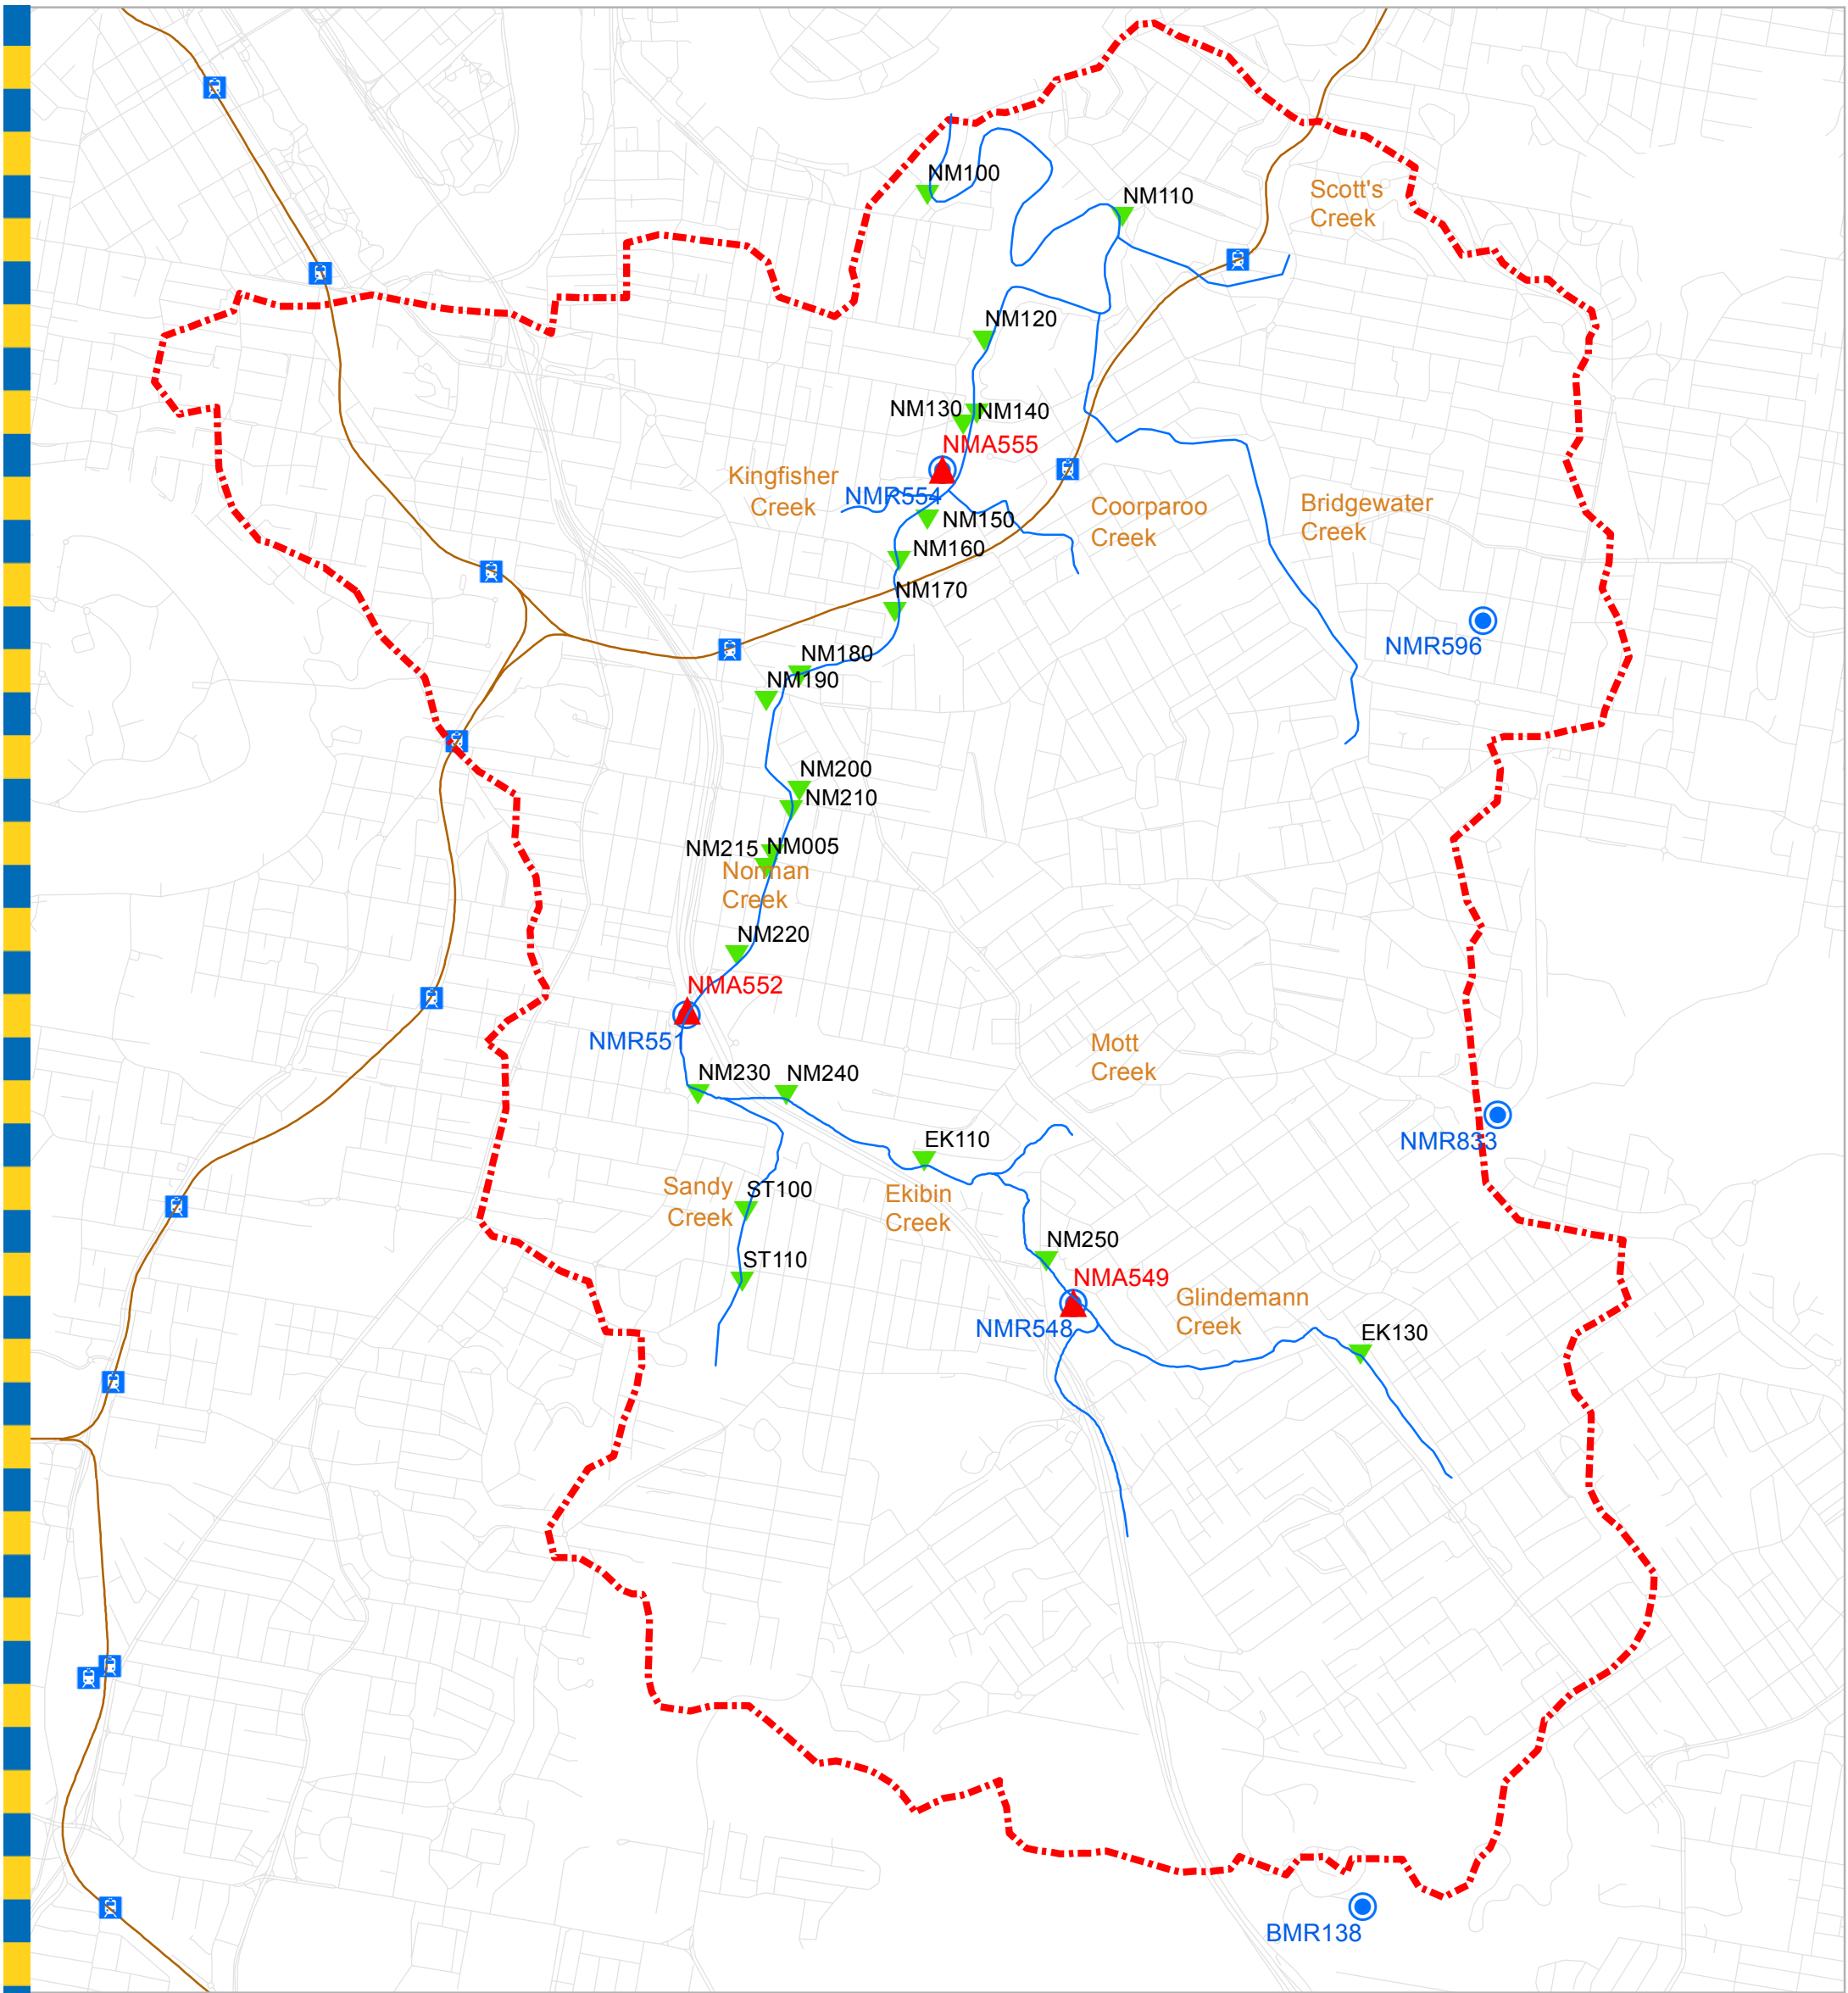 NM100
NM110
Scott's
Creek
NM120
NM130
NM140
NMA555
Kingfisher
Creek
NMR554
NM150
Coorparoo
Creek
Bridgewater
Creek
NM160
NM170
NMR596
NM180
NM190
NM200
NM210
NM215
NM005
Norman
Creek
NM220
NMA552
NMR551
Mott
Creek
NM230
NM240
EK110
NMR833
Sandy
Creek
ST100
Ekibin
Creek
NM250
ST110
NMA549
Glindemann
Creek
NMR548
EK130
BMR138